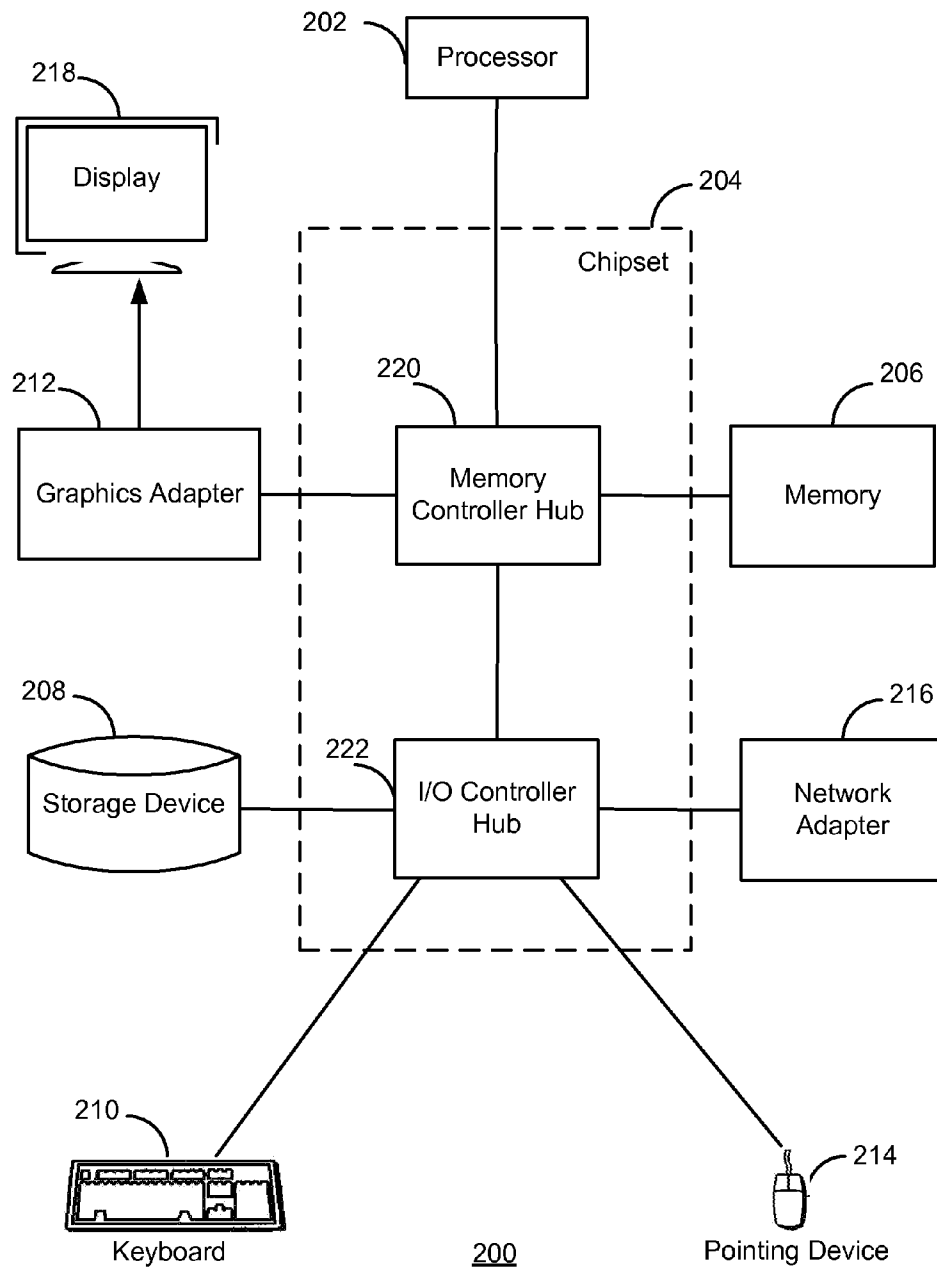 202
Processor
218
Display
204
Chipset
220
212
206
Graphics Adapter
Memory
Controller Hub
Memory
208
222
216
Storage Device
I/O Controller
Hub
Network
Adapter
210
214
Keyboard
200
Pointing Device